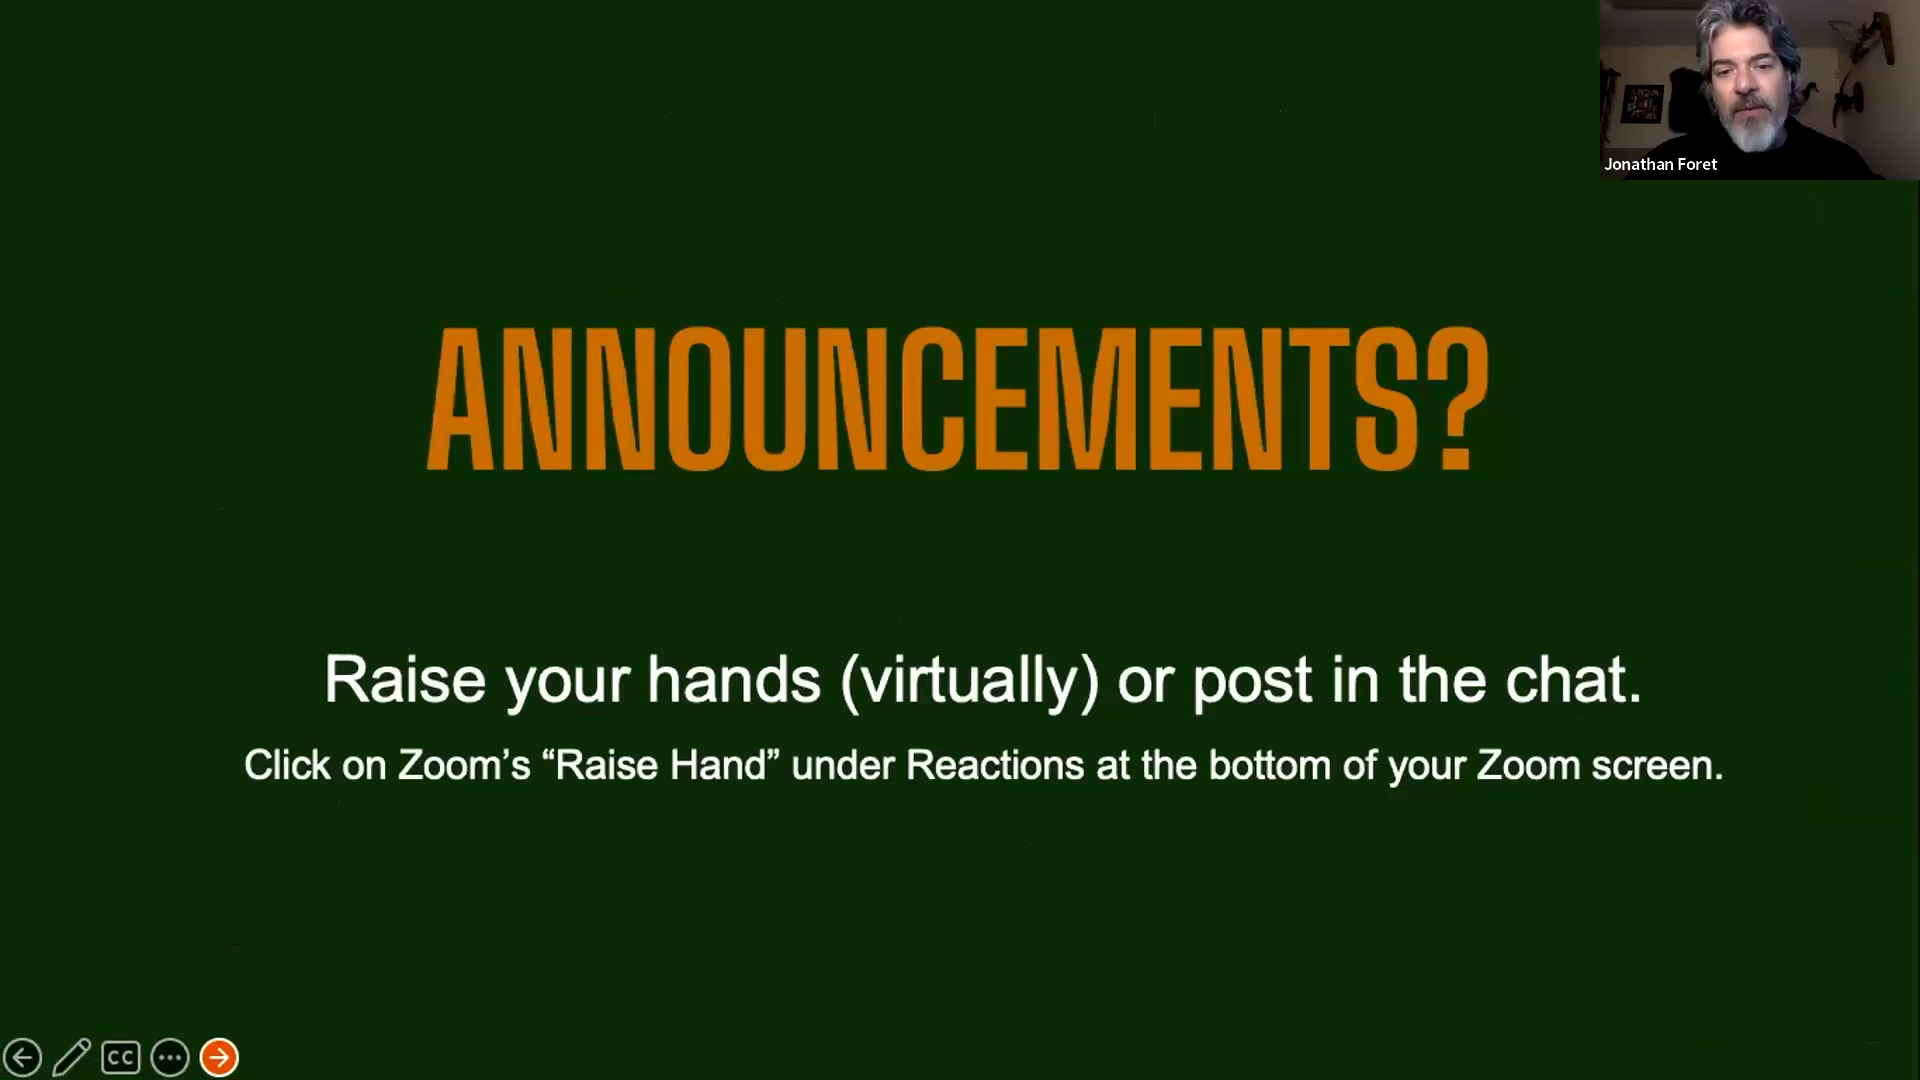 Jonathan Foret
ANNOUNCEMENTS?
Raise your hands (virtually) or post in the chat.
Click on Zoom’s “Raise Hand” under Reactions at the bottom of your Zoom screen.
CC